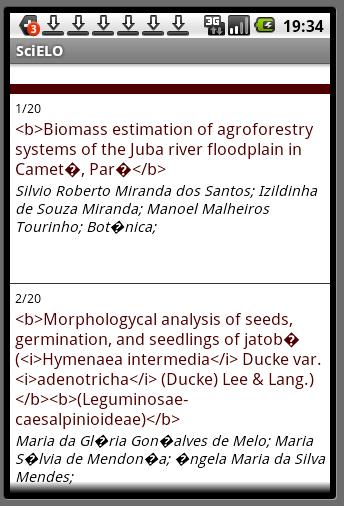 3
3G
19:34
SciELO
1/20
<b>Biomass estimation of agroforestry
systems of the Juba river floodplain in
Camet�, Par�</b>
Silvio Roberto Miranda dos Santos; Izildinha
de Souza Miranda; Manoel Malheiros
Tourinho; Bot�nica;
2/20
<b>Morphologycal analysis of seeds,
germination, and seedlings of jatob�
(<i>Hymenaea intermedia</i> Ducke var.
<i>adenotricha</i> (Ducke) Lee & Lang.)
</b><b>(Leguminosae-
caesalpinioideae)</b>
Maria da Gl�ria Gon�alves de Melo; Maria
S�lvia de Mendon�a; �ngela Maria da Silva
Mendes;